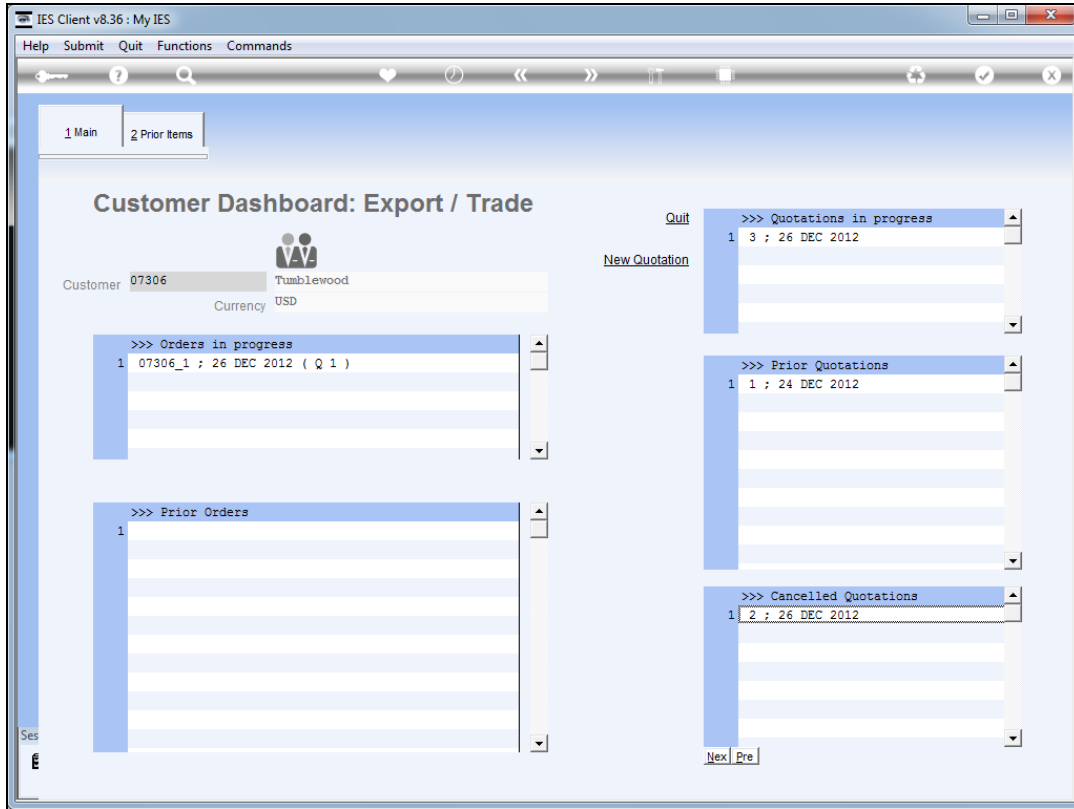 IES Client v8.36 : My IES
Help Submit Quit Functions Commands
1 Main
2 Prior Items
Customer Dashboard: Export / Trade
Customer 07306 Tumblewood
Currency USD
Quit
New Quotation
>>> Quotations in progress
1 3 ; 26 DEC 2012
>>> Orders in progress
1 07306_1 ; 26 DEC 2012 ( Q 1 )
>>> Prior Quotations
1 1 ; 24 DEC 2012
>>> Prior Orders
1
>>> Cancelled Quotations
1 2 ; 26 DEC 2012
Nex Pre
Ses